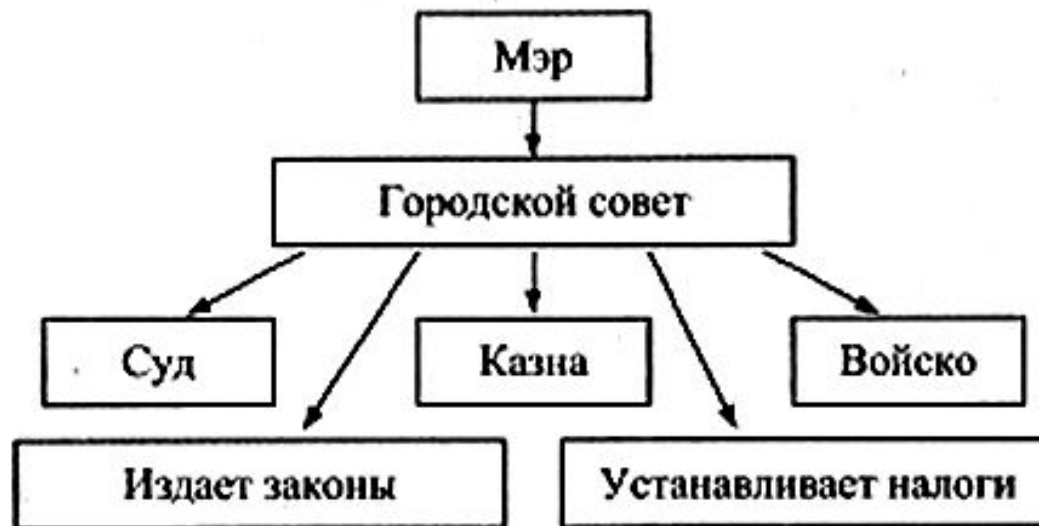 Мэр
Городской совет
Суд
Казна
Войско
Издает законы
Устанавливает налоги